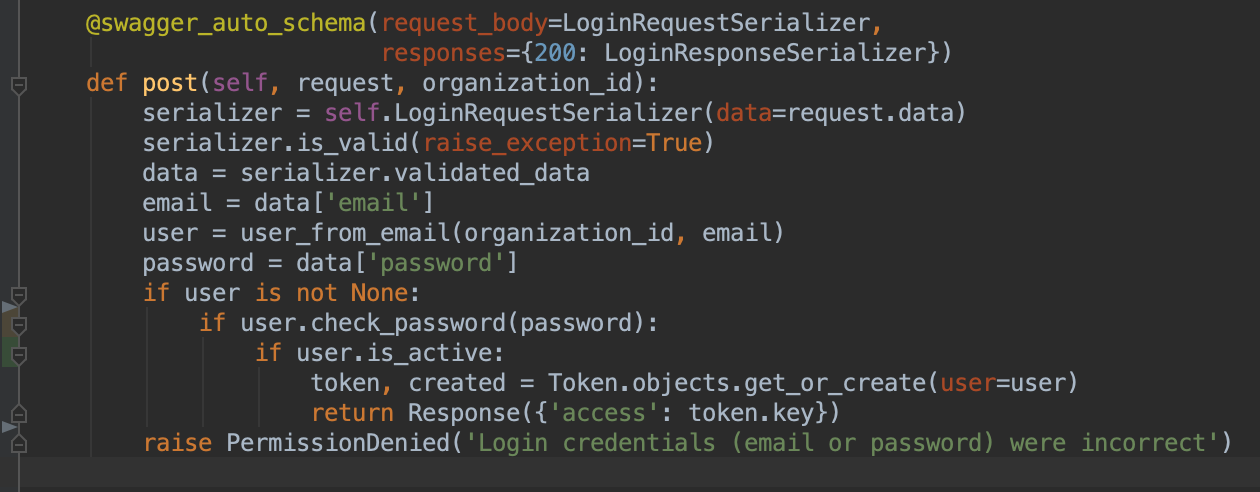 @swagger_auto_schema(request_body=LoginRequestSerializer,
                     responses={200: LoginResponseSerializer})
def post(self, request, organization_id):
    serializer = self.LoginRequestSerializer(data=request.data)
    serializer.is_valid(raise_exception=True)
    data = serializer.validated_data
    email = data['email']
    user = user_from_email(organization_id, email)
    password = data['password']
    if user is not None:
        if user.check_password(password):
            if user.is_active:
                token, created = Token.objects.get_or_create(user=user)
                return Response({'access': token.key})
    raise PermissionDenied('Login credentials (email or password) were incorrect')